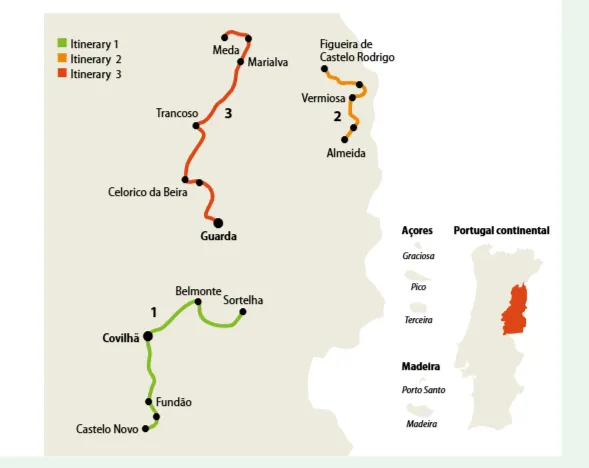 Itinerary 1
Itinerary 2
Itinerary 3
Meda
Marialva
Figueira de
Castelo Rodrigo
Vermiosa
2
Almeida
Trancoso
3
Celorico da Beira
Guarda
Açores
Portugal continental
Graciosa
Pico
Terceira
Belmonte
Sortelha
1
Covilhã
Madeira
Porto Santo
Madeira
Fundão
Castelo Novo